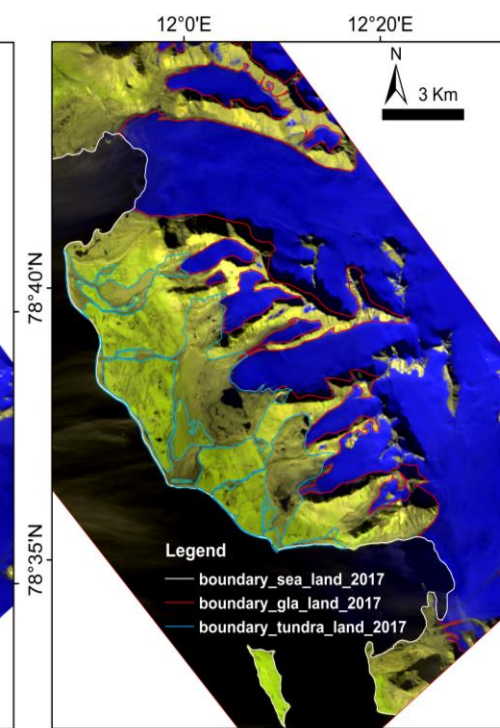 12°0'E 12°20'E
N
3 Km
78°40'N
78°35'N
Legend
boundary_sea_land_2017
boundary_gla_land_2017
boundary_tundra_land_2017